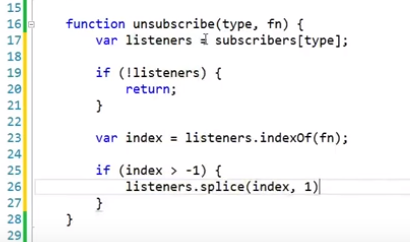 15
16 function unsubscribe(type, fn) {
17 var listeners = subscribers[type];
18
19 if (!listeners) {
20 return;
21 }
22
23 var index = listeners.indexOf(fn);
24
25 if (index > -1) {
26 listeners.splice(index, 1)
27 }
28 }
29